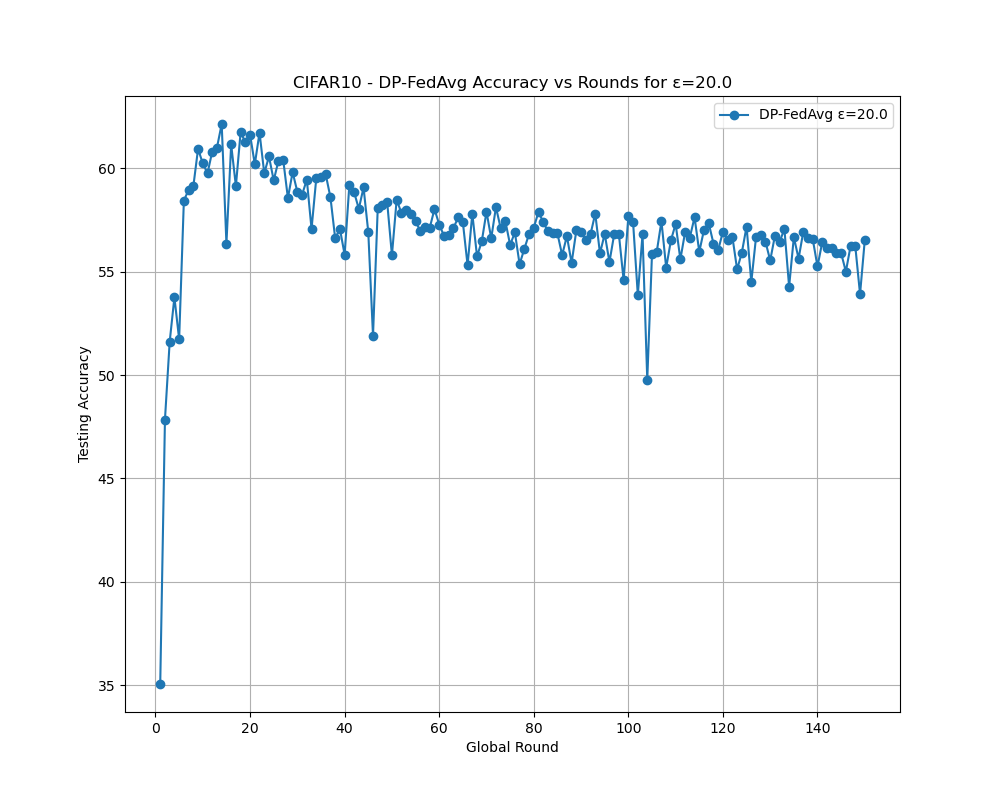 CIFAR10 - DP-FedAvg Accuracy vs Rounds for ε=20.0
DP-FedAvg ε=20.0
Testing Accuracy
60
55
50
45
40
35
0 20 40 60 80 100 120 140
Global Round